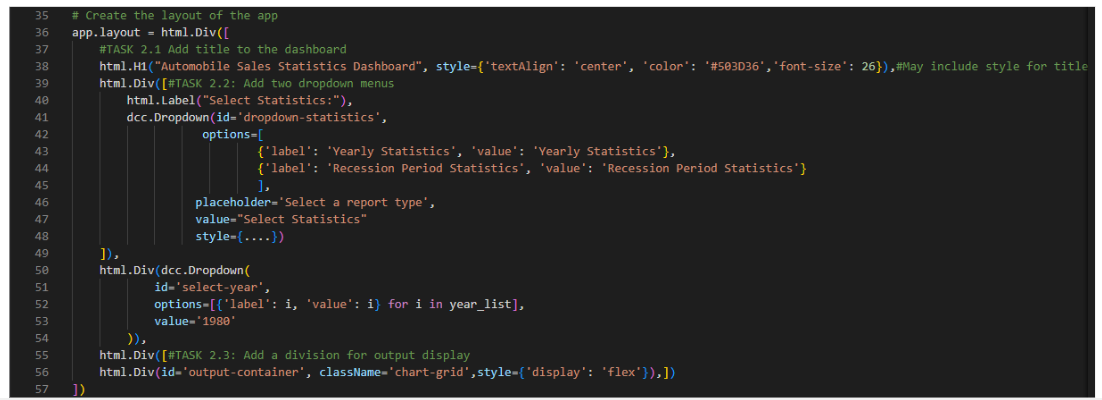 35 # Create the layout of the app
36 app.layout = html.Div([
37     #TASK 2.1 Add title to the dashboard
38     html.H1("Automobile Sales Statistics Dashboard", style={'textAlign': 'center', 'color': '#503D36','font-size': 26}),#May include style for title
39     html.Div([#TASK 2.2: Add two dropdown menus
40         html.Label("Select Statistics:"),
41         dcc.Dropdown(id='dropdown-statistics',
42                    options=[
43                            {'label': 'Yearly Statistics', 'value': 'Yearly Statistics'},
44                            {'label': 'Recession Period Statistics', 'value': 'Recession Period Statistics'}
45                            ],
46                   placeholder='Select a report type',
47                   value="Select Statistics"
48                   style={....})
49     ]),
50     html.Div(dcc.Dropdown(
51             id='select-year',
52             options=[{'label': i, 'value': i} for i in year_list],
53             value='1980'
54         )),
55     html.Div([#TASK 2.3: Add a division for output display
56     html.Div(id='output-container', className='chart-grid',style={'display': 'flex'}),])
57 ])